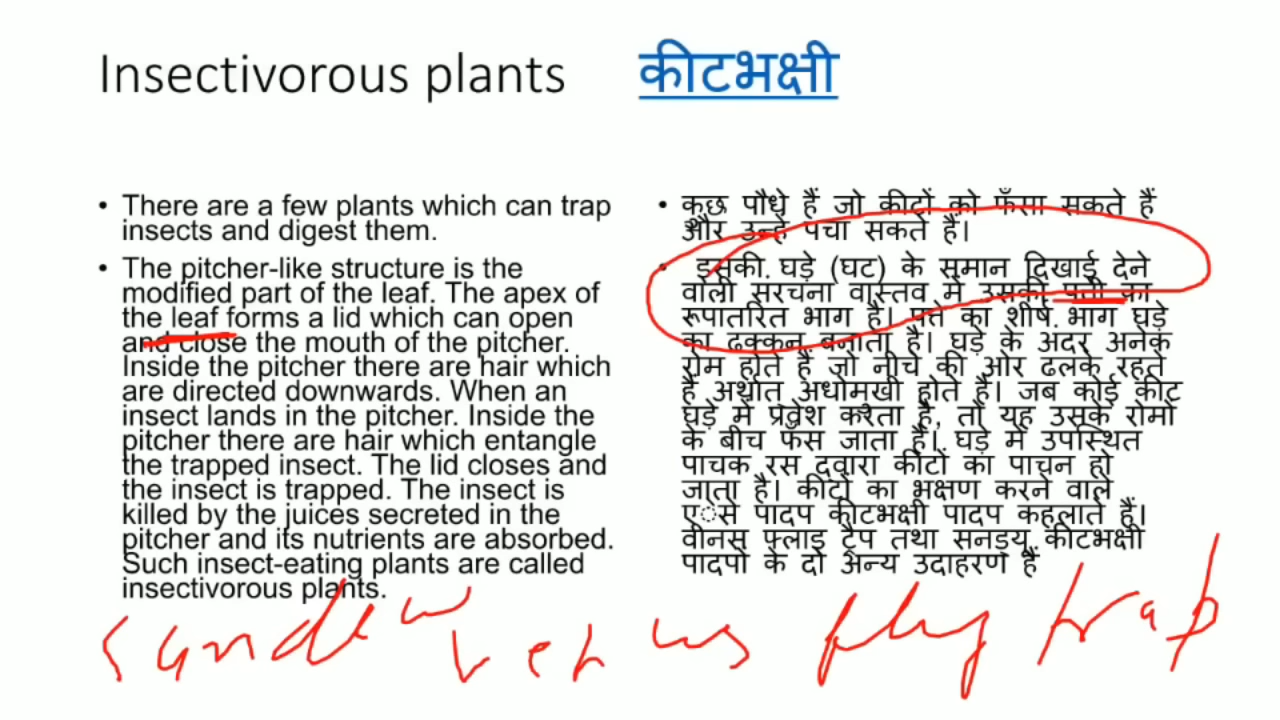 Insectivorous plants कीटभक्षी
• There are a few plants which can trap
insects and digest them.
• The pitcher-like structure is the
modified part of the leaf. The apex of
the leaf forms a lid which can open
and close the mouth of the pitcher.
Inside the pitcher there are hair which
are directed downwards. When an
insect lands in the pitcher. Inside the
pitcher there are hair which entangle
the trapped insect. The lid closes and
the insect is trapped. The insect is
killed by the juices secreted in the
pitcher and its nutrients are absorbed.
Such insect-eating plants are called
insectivorous plants.
• कुछ पौधे हैं जो कीटों को फँसा सकते हैं
और उन्हें पचा सकते हैं।
• इसकी. घड़े (घट) के समान दिखाई देने
वाली संरचना वास्तव में उसकी पत्ती का
रूपांतरित भाग है। पत्ते का शीर्ष. भाग घड़े
का ढक्कन. बनाता है। घड़े के अंदर अनेक
रोम होते हैं जो नीचे की ओर ढलके रहते
हैं अर्थात् अधोमुखी होते हैं। जब कोई कीट
घड़े में प्रवेश करता है, तो यह उसके रोमों
के बीच फँस जाता है। घड़े में उपस्थित
पाचक रस द्वारा कीटों का पाचन हो
जाता है। कीटों का भक्षण करने वाले
एेसे पादप कीटभक्षी पादप कहलाते हैं।
वीनस फ्लाइ ट्रैप तथा सनड्यू कीटभक्षी
पादपों के दो अन्य उदाहरण हैं
sundew venus fly trap